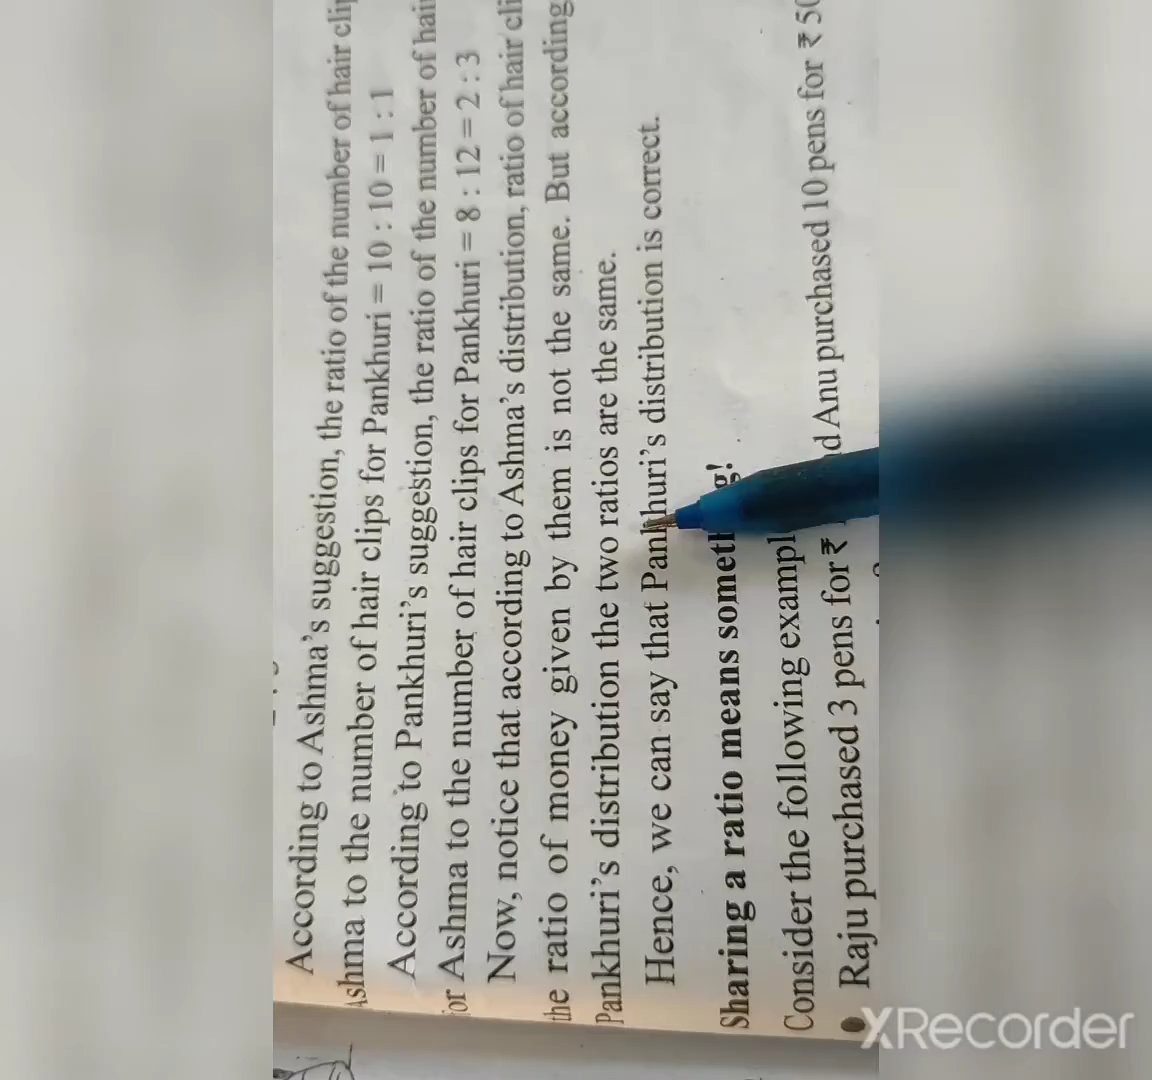 According to Ashma's suggestion, the ratio of the number of hair
Ashma to the number of hair clips for Pankhuri = 10 : 10 = 1 : 1
According to Pankhuri's suggestion, the ratio of the number of
for Ashma to the number of hair clips for Pankhuri = 8 : 12 = 2 : 3
Now, notice that according to Ashma's distribution, ratio of hair
the ratio of money given by them is not the same. But according
Pankhuri's distribution the two ratios are the same.
Hence, we can say that Pankhuri's distribution is correct.
Sharing a ratio means
Consider the following
• Raju purchased 3 pens for ₹ Anu purchased 10 pens for ₹
XRecorder